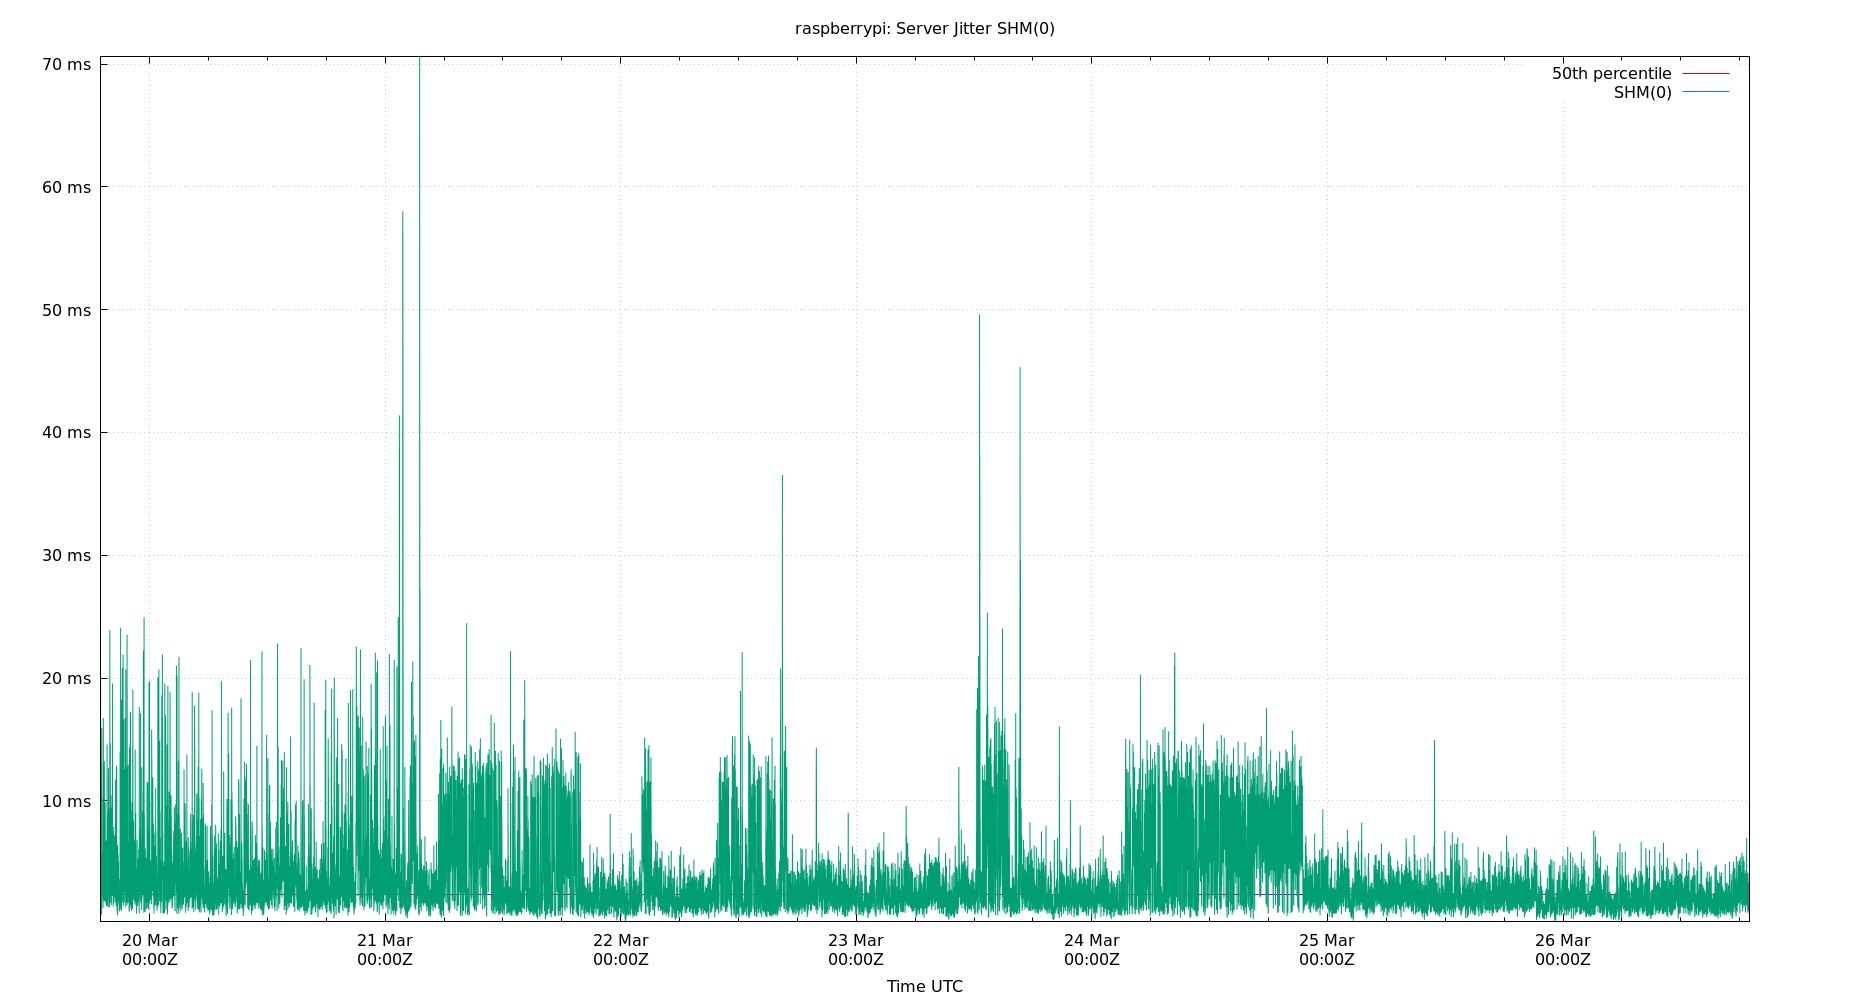 raspberrypi: Server Jitter SHM(0)
50th percentile
SHM(0)
70 ms
60 ms
50 ms
40 ms
30 ms
20 ms
10 ms
20 Mar 21 Mar 22 Mar 23 Mar 24 Mar 25 Mar 26 Mar
00:00Z 00:00Z 00:00Z 00:00Z 00:00Z 00:00Z 00:00Z
Time UTC